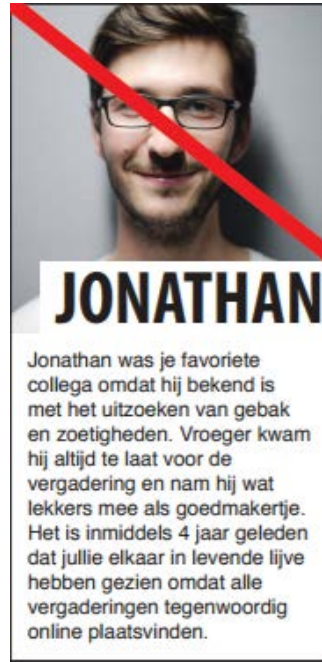 JONATHAN
Jonathan was je favoriete
collega omdat hij bekend is
met het uitzoeken van gebak
en zoetigheden. Vroeger kwam
hij altijd te laat voor de
vergadering en nam hij wat
lekkers mee als goedmakertje.
Het is inmiddels 4 jaar geleden
dat jullie elkaar in levende lijve
hebben gezien omdat alle
vergaderingen tegenwoordig
online plaatsvinden.